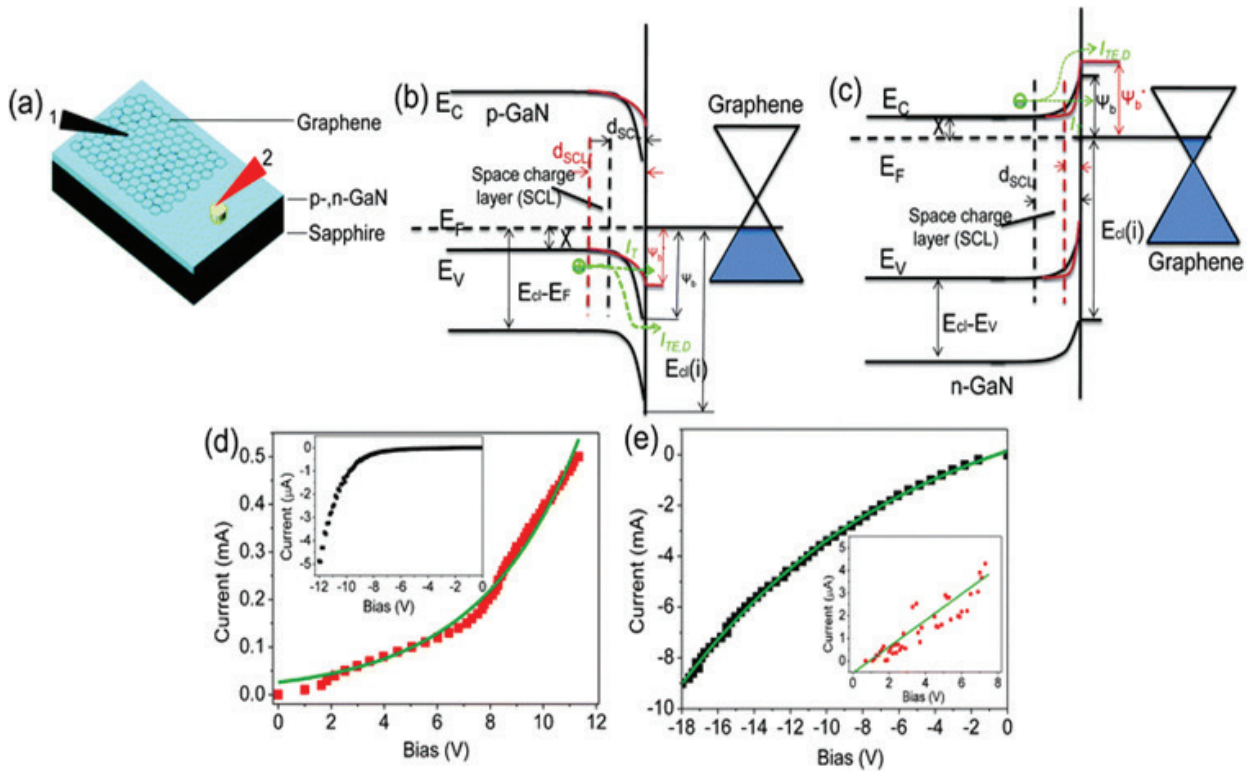 (a)
1
2
Graphene
p-,n-GaN
Sapphire
(b)
E_C
p-GaN
Graphene
d_SCL
d_SCL
Space charge
layer (SCL)
E_F
X
I_T
Ψ_b
E_V
Ψ_b
E_cl-E_F
I_TE,D
E_cl(i)
(c)
I_TE,D
E_C
X
Ψ_b
Ψ_b'
E_F
d_SCL
Space charge
layer (SCL)
E_cl(i)
Graphene
E_V
E_cl-E_V
n-GaN
(d)
Current (mA)
0.5
0.4
0.3
0.2
0.1
0.0
0 2 4 6 8 10 12
Bias (V)
Current (μA)
0
-1
-2
-3
-4
-5
-12 -10 -8 -6 -4 -2 0
Bias (V)
(e)
Current (mA)
0
-2
-4
-6
-8
-10
-18 -16 -14 -12 -10 -8 -6 -4 -2 0
Bias (V)
Current (μA)
5
4
3
2
1
0
0 2 4 6 8
Bias (V)